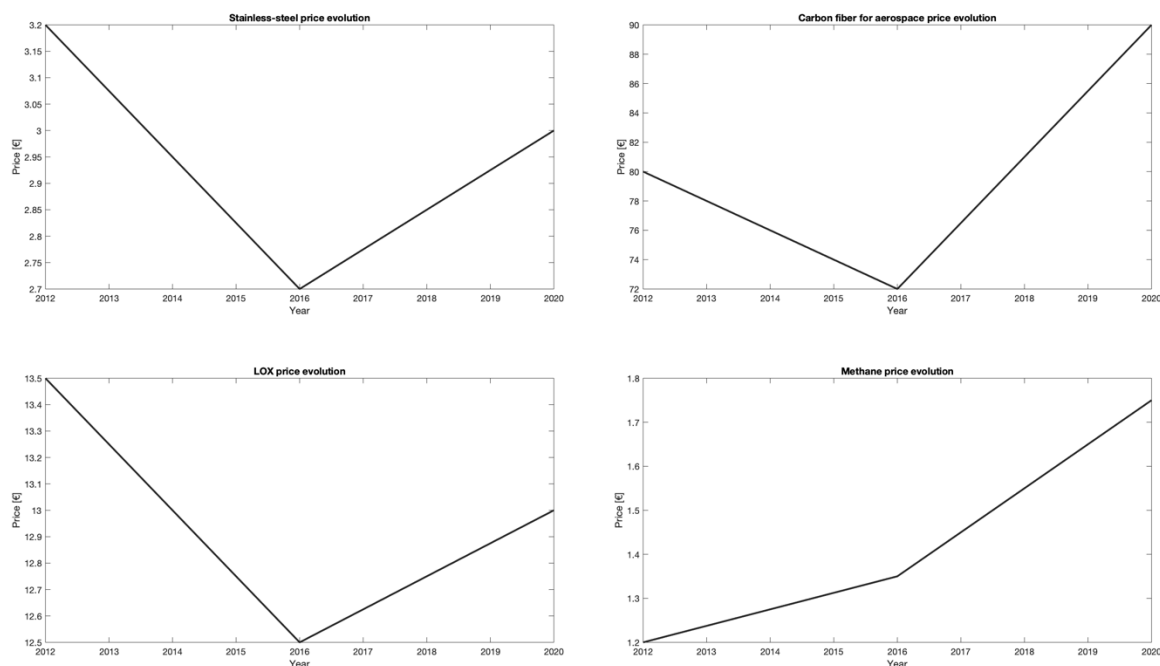 Stainless-steel price evolution
3.2
3.15
3.1
3.05
3
2.95
2.9
2.85
2.8
2.75
2.7
Price [€]
2012 2013 2014 2015 2016 2017 2018 2019 2020
Year
Carbon fiber for aerospace price evolution
90
88
86
84
82
80
78
76
74
72
Price [€]
2012 2013 2014 2015 2016 2017 2018 2019 2020
Year
LOX price evolution
13.5
13.4
13.3
13.2
13.1
13
12.9
12.8
12.7
12.6
12.5
Price [€]
2012 2013 2014 2015 2016 2017 2018 2019 2020
Year
Methane price evolution
1.8
1.7
1.6
1.5
1.4
1.3
1.2
Price [€]
2012 2013 2014 2015 2016 2017 2018 2019 2020
Year